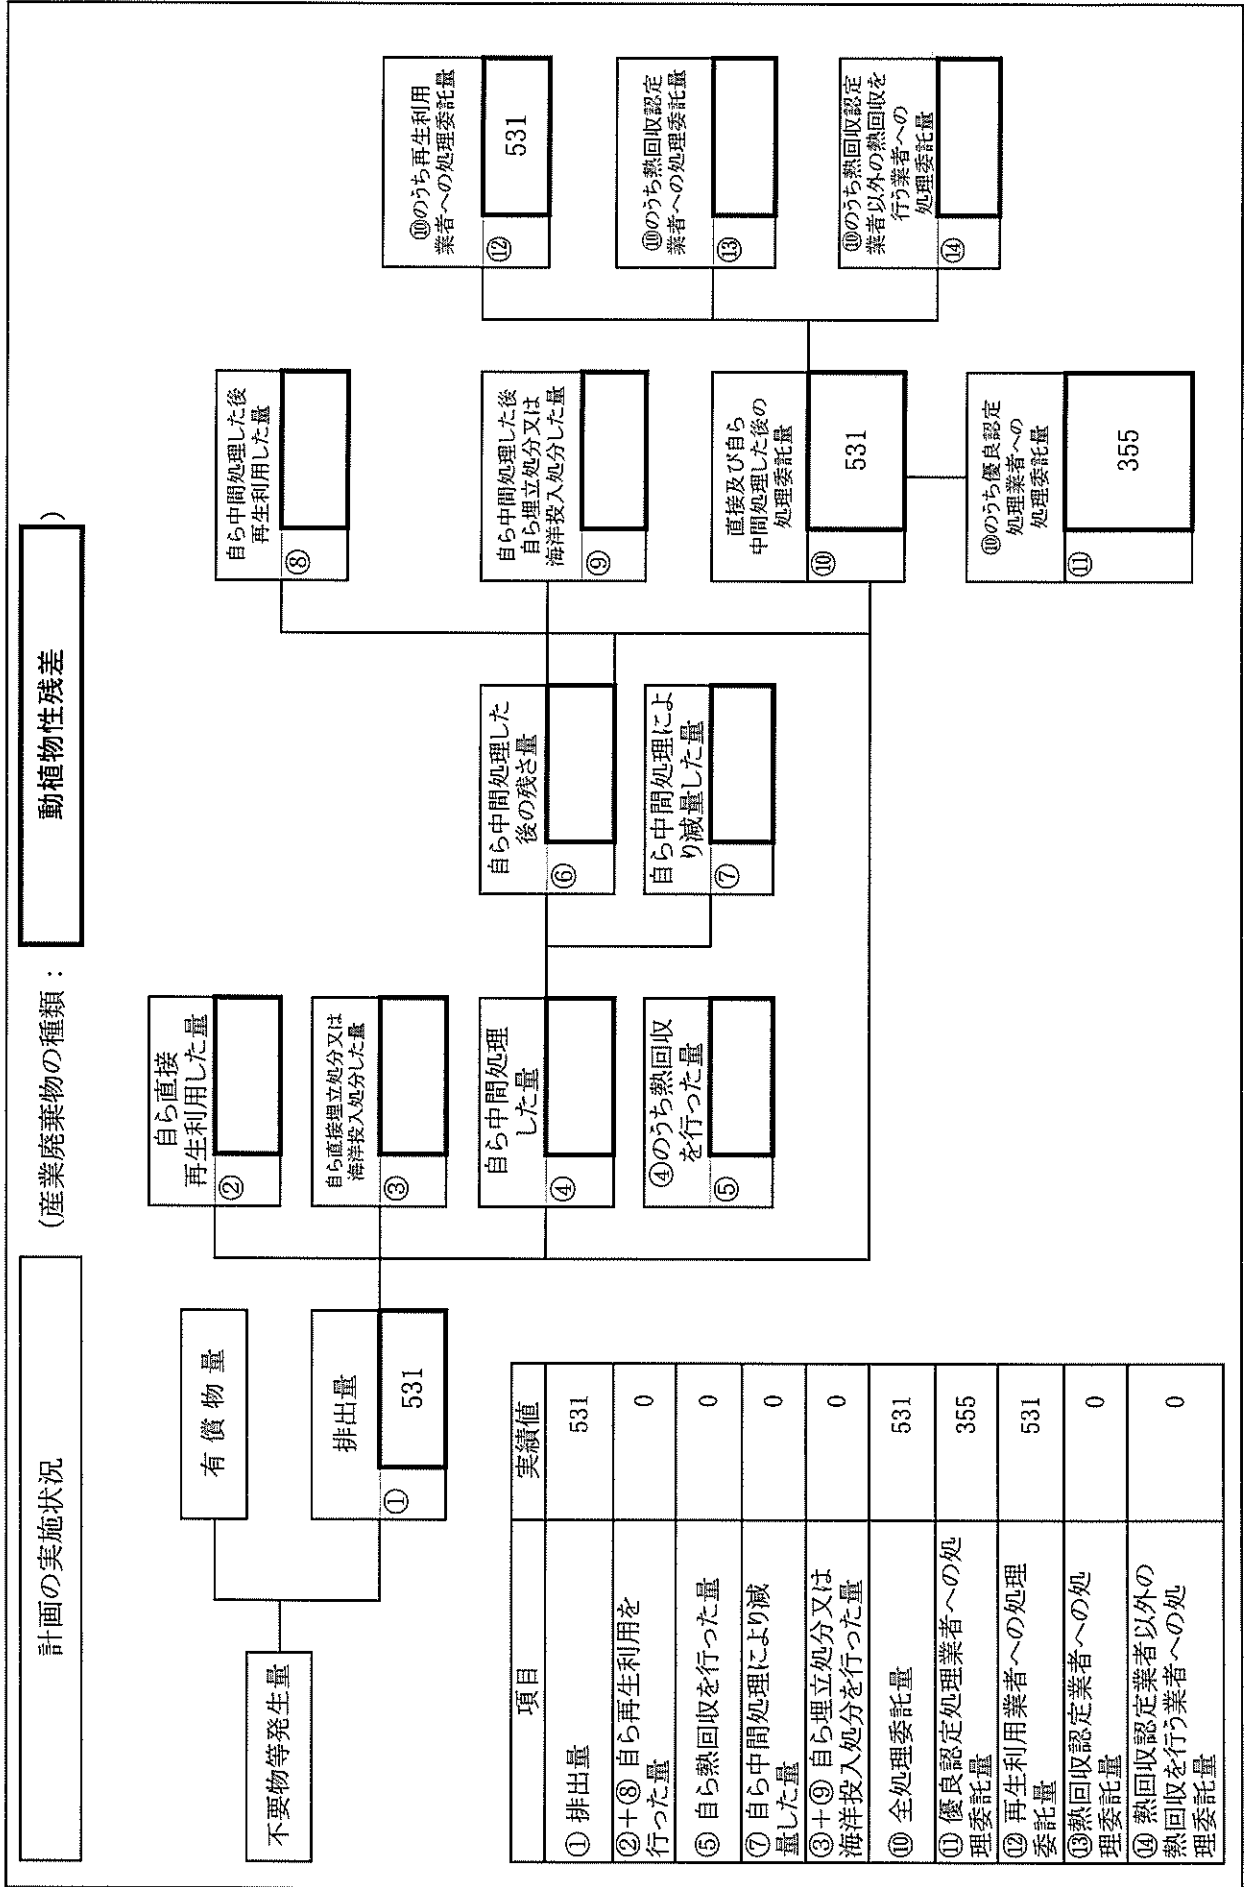 計画の実施状況
(産業廃棄物の種類：
動植物性残差
)
不要物等発生量
有 償 物 量
排出量
①
531
自ら直接
再生利用した量
②
自ら直接埋立処分又は
海洋投入処分した量
③
自ら中間処理
した量
④
④のうち熱回収
を行った量
⑤
自ら中間処理した
後の残さ量
⑥
自ら中間処理によ
り減量した量
⑦
自ら中間処理した後
再生利用した量
⑧
自ら中間処理した後
自ら埋立処分又は
海洋投入処分した量
⑨
直接及び自ら
中間処理した後の
処理委託量
⑩
531
⑩のうち優良認定
処理業者への
処理委託量
⑪
355
⑩のうち再生利用
業者への処理委託量
⑫
531
⑩のうち熱回収認定
業者への処理委託量
⑬
⑩のうち熱回収認定
業者以外の熱回収を
行う業者への
処理委託量
⑭
項目
実績値
① 排出量
531
②＋⑧ 自ら再生利用を
行った量
0
⑤ 自ら熱回収を行った量
0
⑦ 自ら中間処理により減
量した量
0
③＋⑨ 自ら埋立処分又は
海洋投入処分を行った量
0
⑩ 全処理委託量
531
⑪ 優良認定処理業者への処
理委託量
355
⑫ 再生利用業者への処理
委託量
531
⑬熱回収認定業者への処
理委託量
0
⑭ 熱回収認定業者以外の
熱回収を行う業者への処
理委託量
0